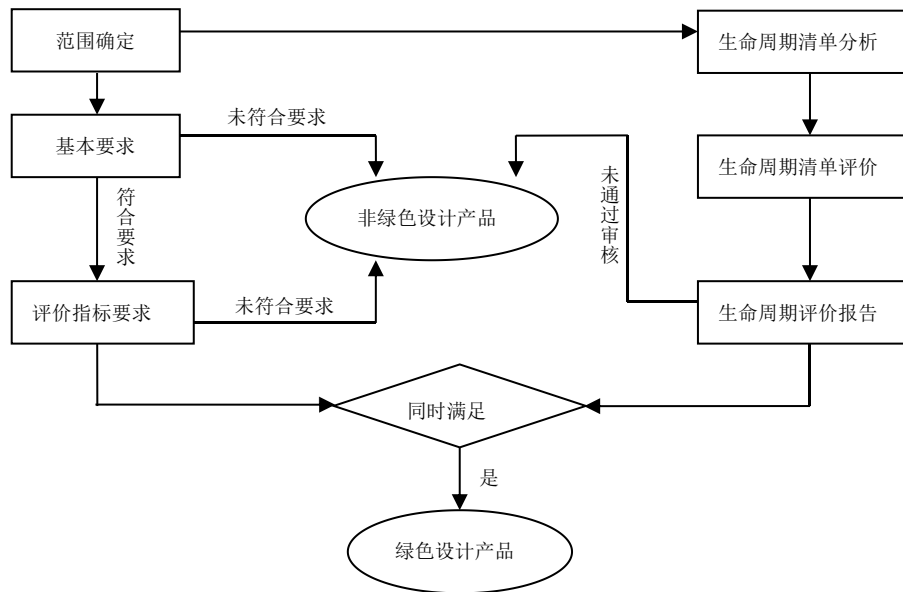 范围确定
生命周期清单分析
未符合要求
基本要求
生命周期清单评价
符合要求
未通过审核
非绿色设计产品
未符合要求
评价指标要求
生命周期评价报告
同时满足
是
绿色设计产品